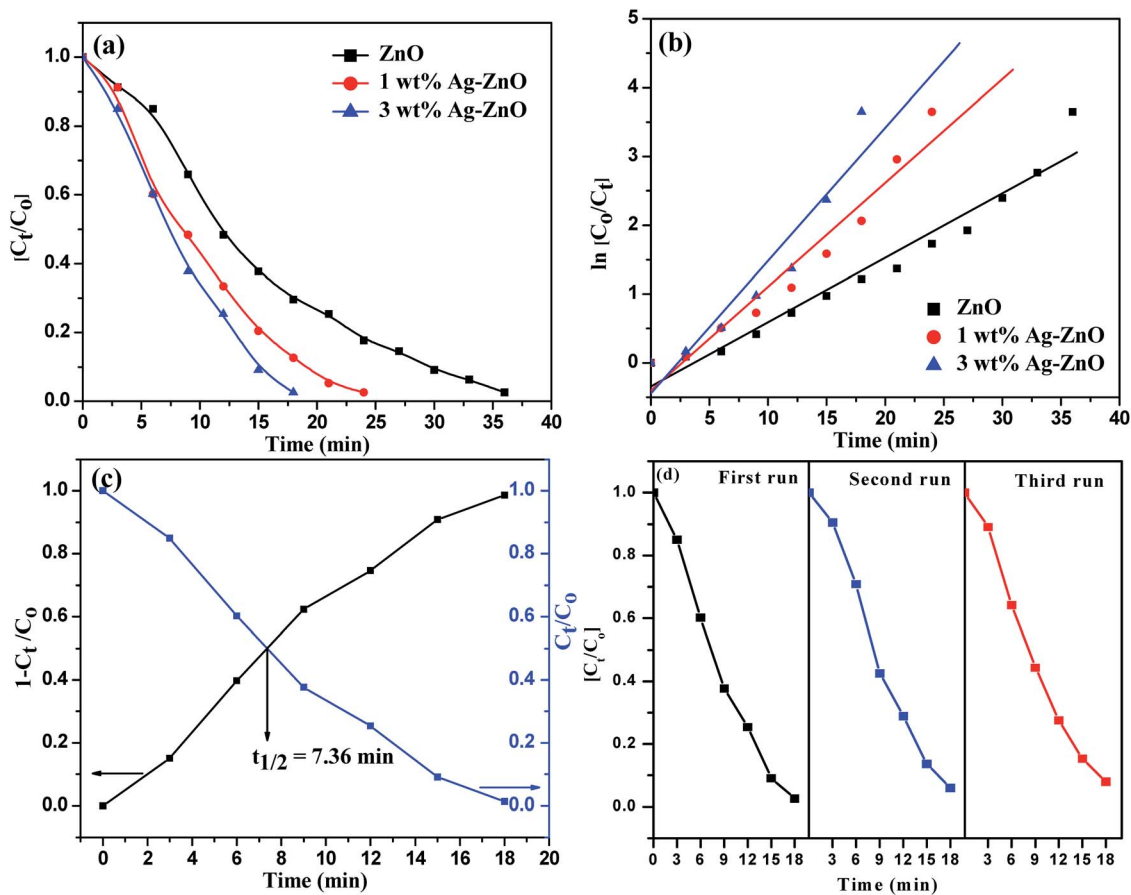 (a)
ZnO
1 wt% Ag-ZnO
3 wt% Ag-ZnO
1.0
0.8
0.6
0.4
0.2
0.0
[Ct/Co]
0 5 10 15 20 25 30 35 40
Time (min)
(b)
5
4
3
2
1
0
ln [Co/Ct]
ZnO
1 wt% Ag-ZnO
3 wt% Ag-ZnO
0 5 10 15 20 25 30 35 40
Time (min)
(c)
1.0
0.8
0.6
0.4
0.2
0.0
1-Ct/Co
1.0
0.8
0.6
0.4
0.2
0.0
Ct/Co
t1/2 = 7.36 min
0 2 4 6 8 10 12 14 16 18 20
Time (min)
(d)
First run
Second run
Third run
1.0
0.8
0.6
0.4
0.2
0.0
[Ct/Co]
0 3 6 9 12 15 18 3 6 9 12 15 18 3 6 9 12 15 18
Time (min)